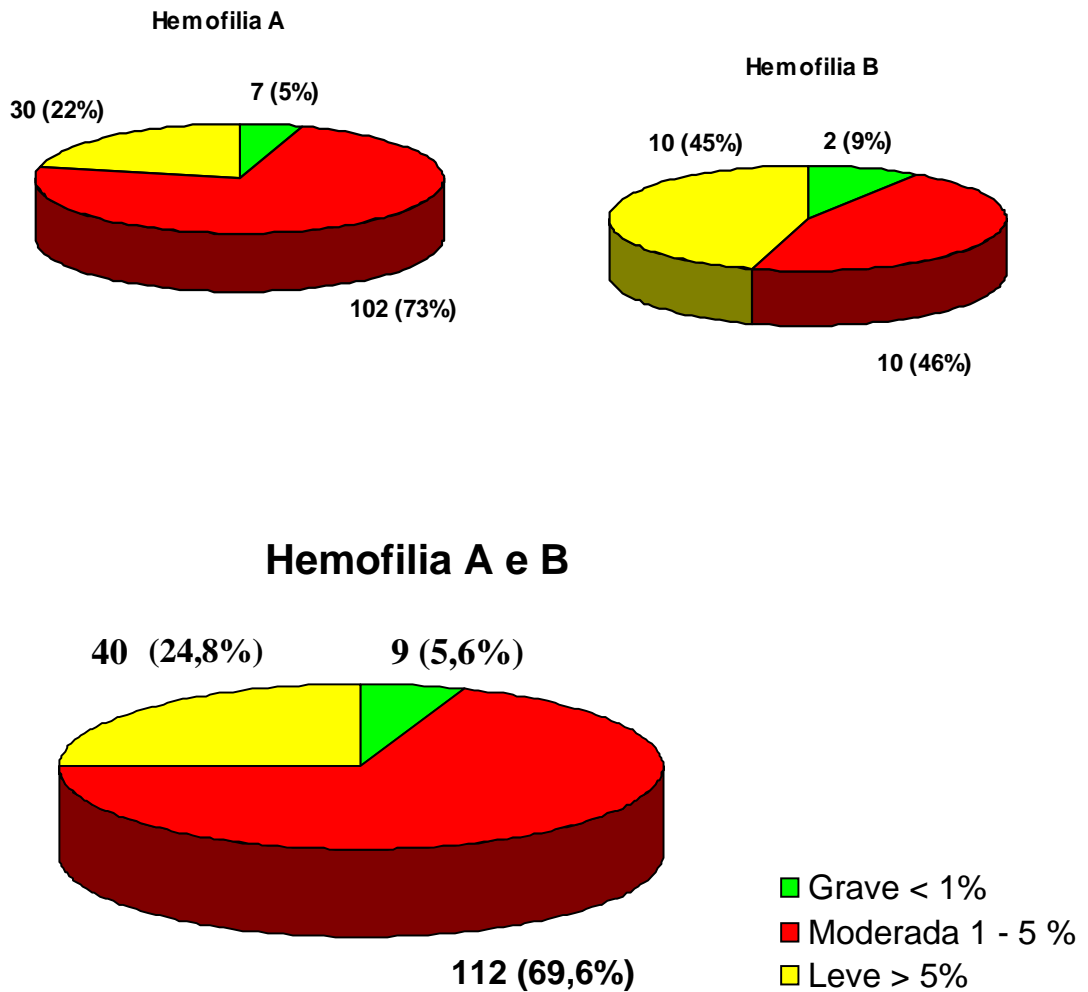 Hemofilia A
7 (5%)
30 (22%)
102 (73%)
Hemofilia B
10 (45%)
2 (9%)
10 (46%)
Hemofilia A e B
40 (24,8%)
9 (5,6%)
112 (69,6%)
Grave < 1%
Moderada 1 - 5 %
Leve > 5%